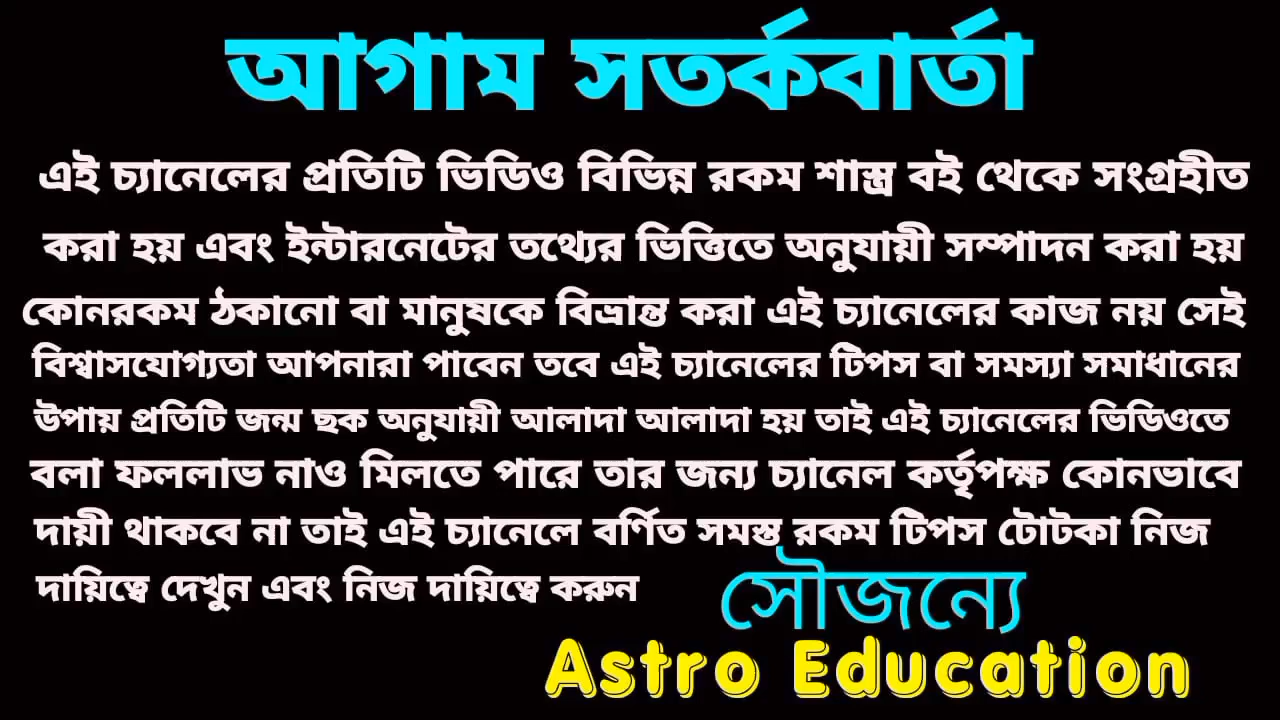 আগাম সতর্কবার্তা
এই চ্যানেলের প্রতিটি ভিডিও বিভিন্ন রকম শাস্ত্র বই থেকে সংগ্রহীত
করা হয় এবং ইন্টারনেটের তথ্যের ভিত্তিতে অনুযায়ী সম্পাদন করা হয়
কোনরকম ঠকানো বা মানুষকে বিভ্রান্ত করা এই চ্যানেলের কাজ নয় সেই
বিশ্বাসযোগ্যতা আপনারা পাবেন তবে এই চ্যানেলের টিপস বা সমস্যা সমাধানের
উপায় প্রতিটি জন্ম ছক অনুযায়ী আলাদা আলাদা হয় তাই এই চ্যানেলের ভিডিওতে
বলা ফললাভ নাও মিলতে পারে তার জন্য চ্যানেল কর্তৃপক্ষ কোনভাবে
দায়ী থাকবে না তাই এই চ্যানেলে বর্ণিত সমস্ত রকম টিপস টোটকা নিজ
দায়িত্বে দেখুন এবং নিজ দায়িত্বে করুন
সৌজন্যে
Astro Education